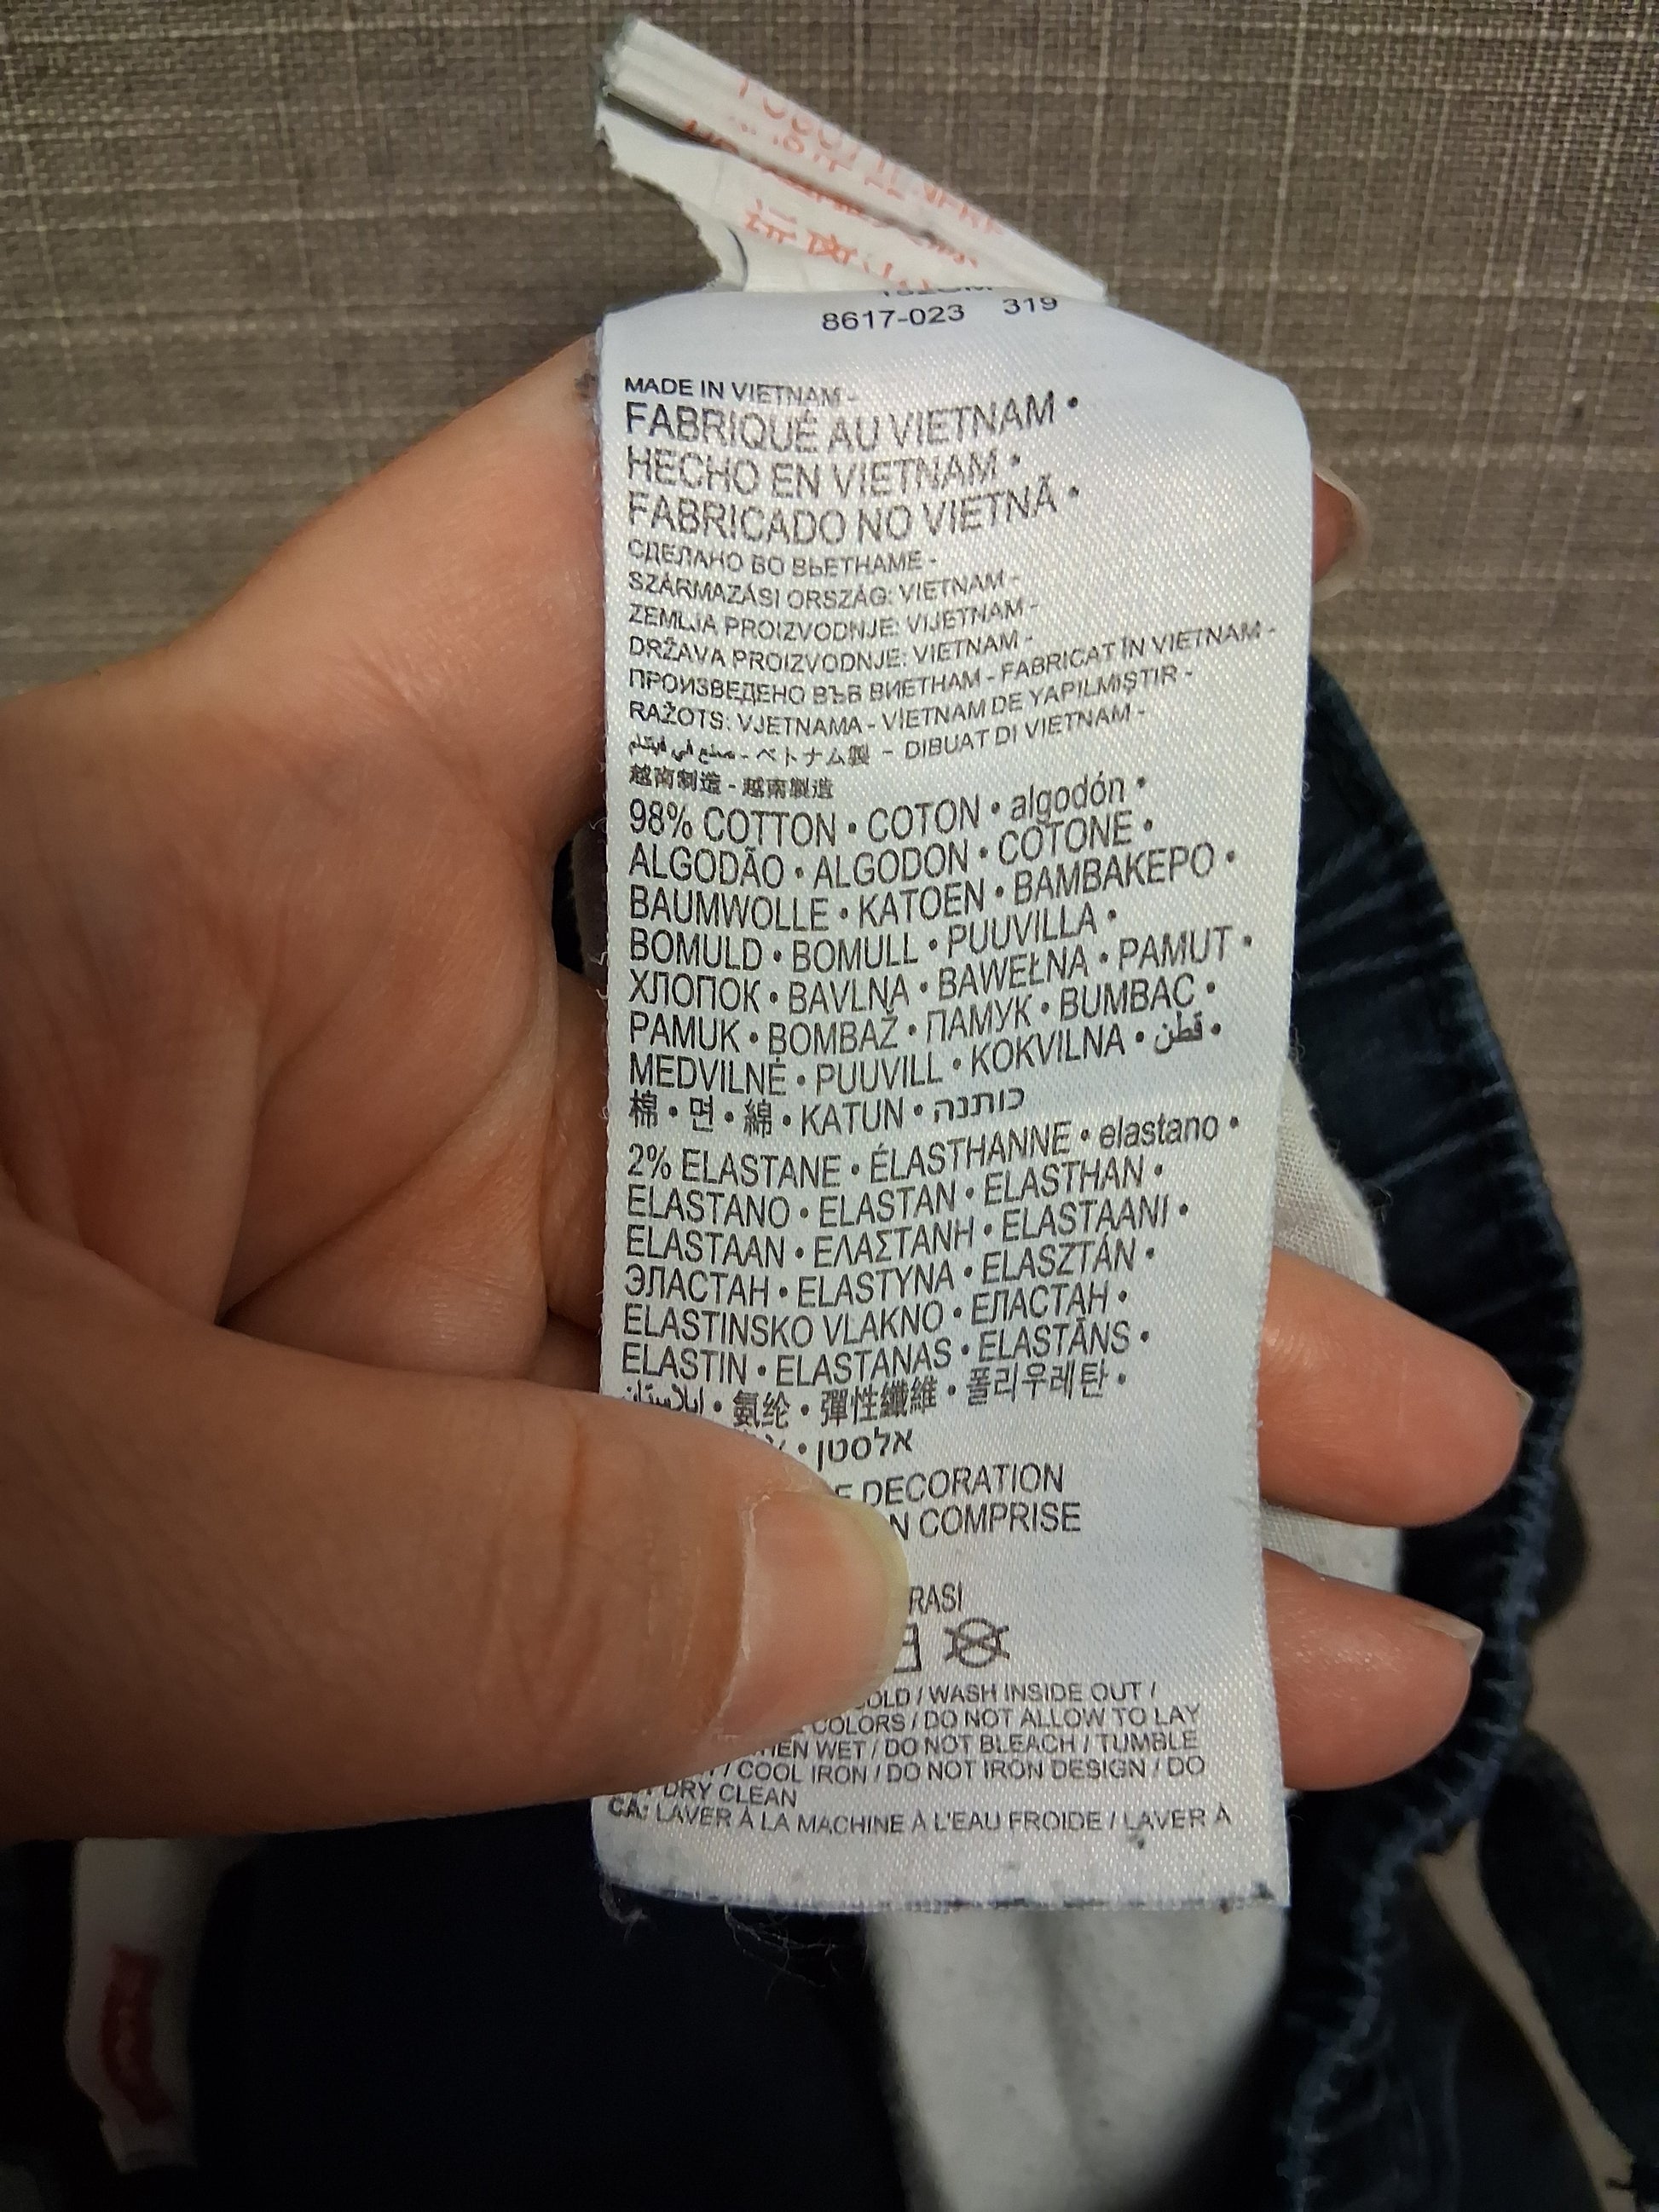 8617-023 319
MADE IN VIETNAM -
FABRIQUÉ AU VIETNAM •
HECHO EN VIETNAM •
FABRICADO NO VIETNÃ •
СДЕЛАНО ВО ВЬЕТНАМЕ -
SZÁRMAZÁSI ORSZÁG: VIETNAM -
ZEMLJA PROIZVODNJE: VIJETNAM -
DRŽAVA PROIZVODNJE: VIETNAM -
ПРОИЗВЕДЕНО ВЪВ ВИЕТНАМ - FABRICAT ÎN VIETNAM -
RAŽOTS: VJETNAMA - VIETNAM DE YAPILMIŞTIR -
صنع في فيتنام - ベトナム製 - DIBUAT DI VIETNAM -
越南制造 - 越南製造
98% COTTON • COTON • algodón •
ALGODÃO • ALGODON • COTONE •
BAUMWOLLE • KATOEN • ΒΑΜΒΑΚΕΡΟ •
BOMULD • BOMULL • PUUVILLA •
ХЛОПОК • BAVLNA • BAWEŁNA • PAMUT •
PAMUK • BOMBAŽ • ПАМУК • BUMBAC •
MEDVILNĖ • PUUVILL • KOKVILNA • قطن •
棉 • 면 • 綿 • KATUN • כותנה
2% ELASTANE • ÉLASTHANNE • elastano •
ELASTANO • ELASTAN • ELASTHAN •
ELASTAAN • ΕΛΑΣΤΑΝΗ • ELASTAANI •
ЭЛАСТАН • ELASTYNA • ELASZTÁN •
ELASTINSKO VLAKNO • ЕЛАСТАН •
ELASTIN • ELASTANAS • ELASTĀNS •
إيلاستان • 氨纶 • 彈性纖維 • 폴리우레탄 •
• אלסטן
DECORATION
COMPRISE
/ WASH INSIDE OUT /
COLORS / DO NOT ALLOW TO LAY
WET / DO NOT BLEACH / TUMBLE
/ COOL IRON / DO NOT IRON DESIGN / DO
DRY CLEAN
CA: LAVER À LA MACHINE À L'EAU FROIDE / LAVER À